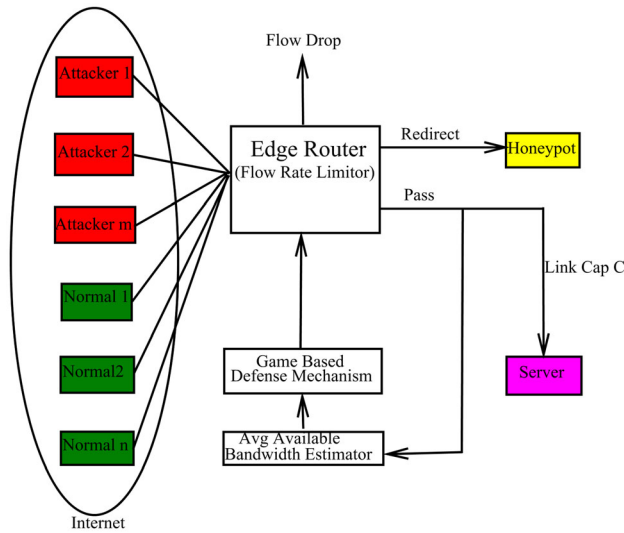 Flow Drop
Attacker 1
Attacker 2
Attacker m
Normal 1
Normal2
Normal n
Internet
Edge Router
(Flow Rate Limitor)
Redirect
Honeypot
Pass
Link Cap C
Server
Game Based
Defense Mechanism
Avg Available
Bandwidth Estimator